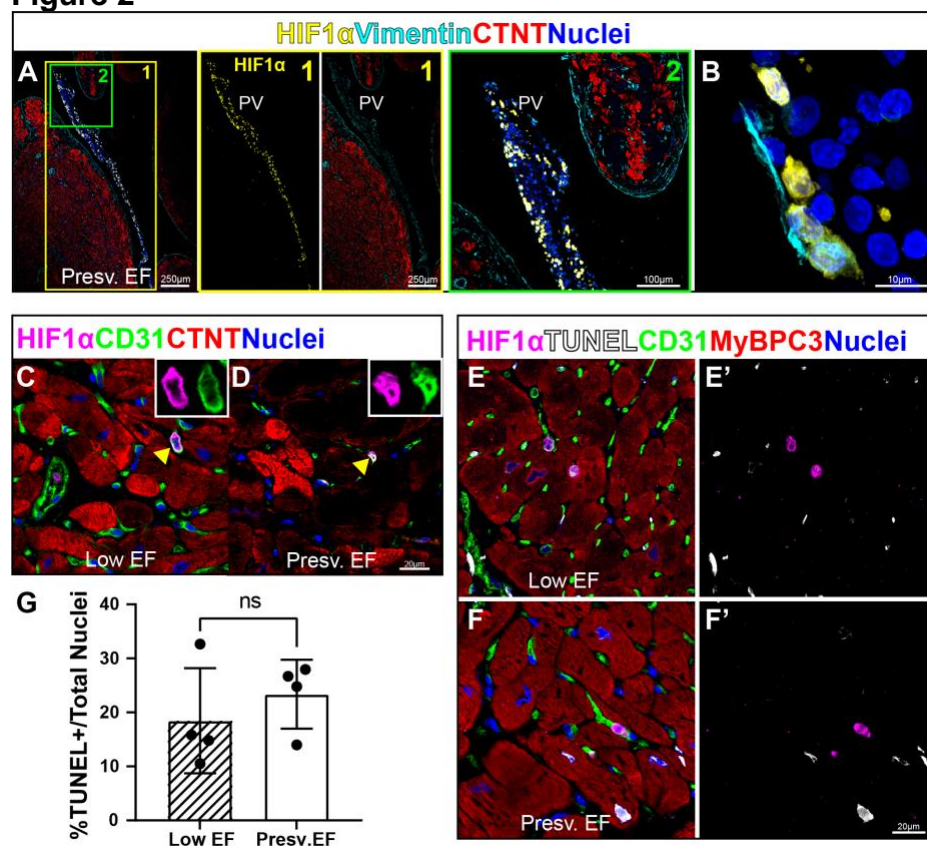 Figure 2
HIF1αVimentinCTNTNuclei
A
2
1
Presv. EF
250µm
HIF1α
1
PV
1
PV
250µm
2
PV
100µm
B
10µm
HIF1αCD31CTNTNuclei
C
Low EF
D
Presv. EF
20µm
HIF1αTUNELCD31MyBPC3Nuclei
E
Low EF
E'
F
Presv. EF
F'
20µm
G
%TUNEL+/Total Nuclei
40
30
20
10
0
ns
Low EF
Presv.EF